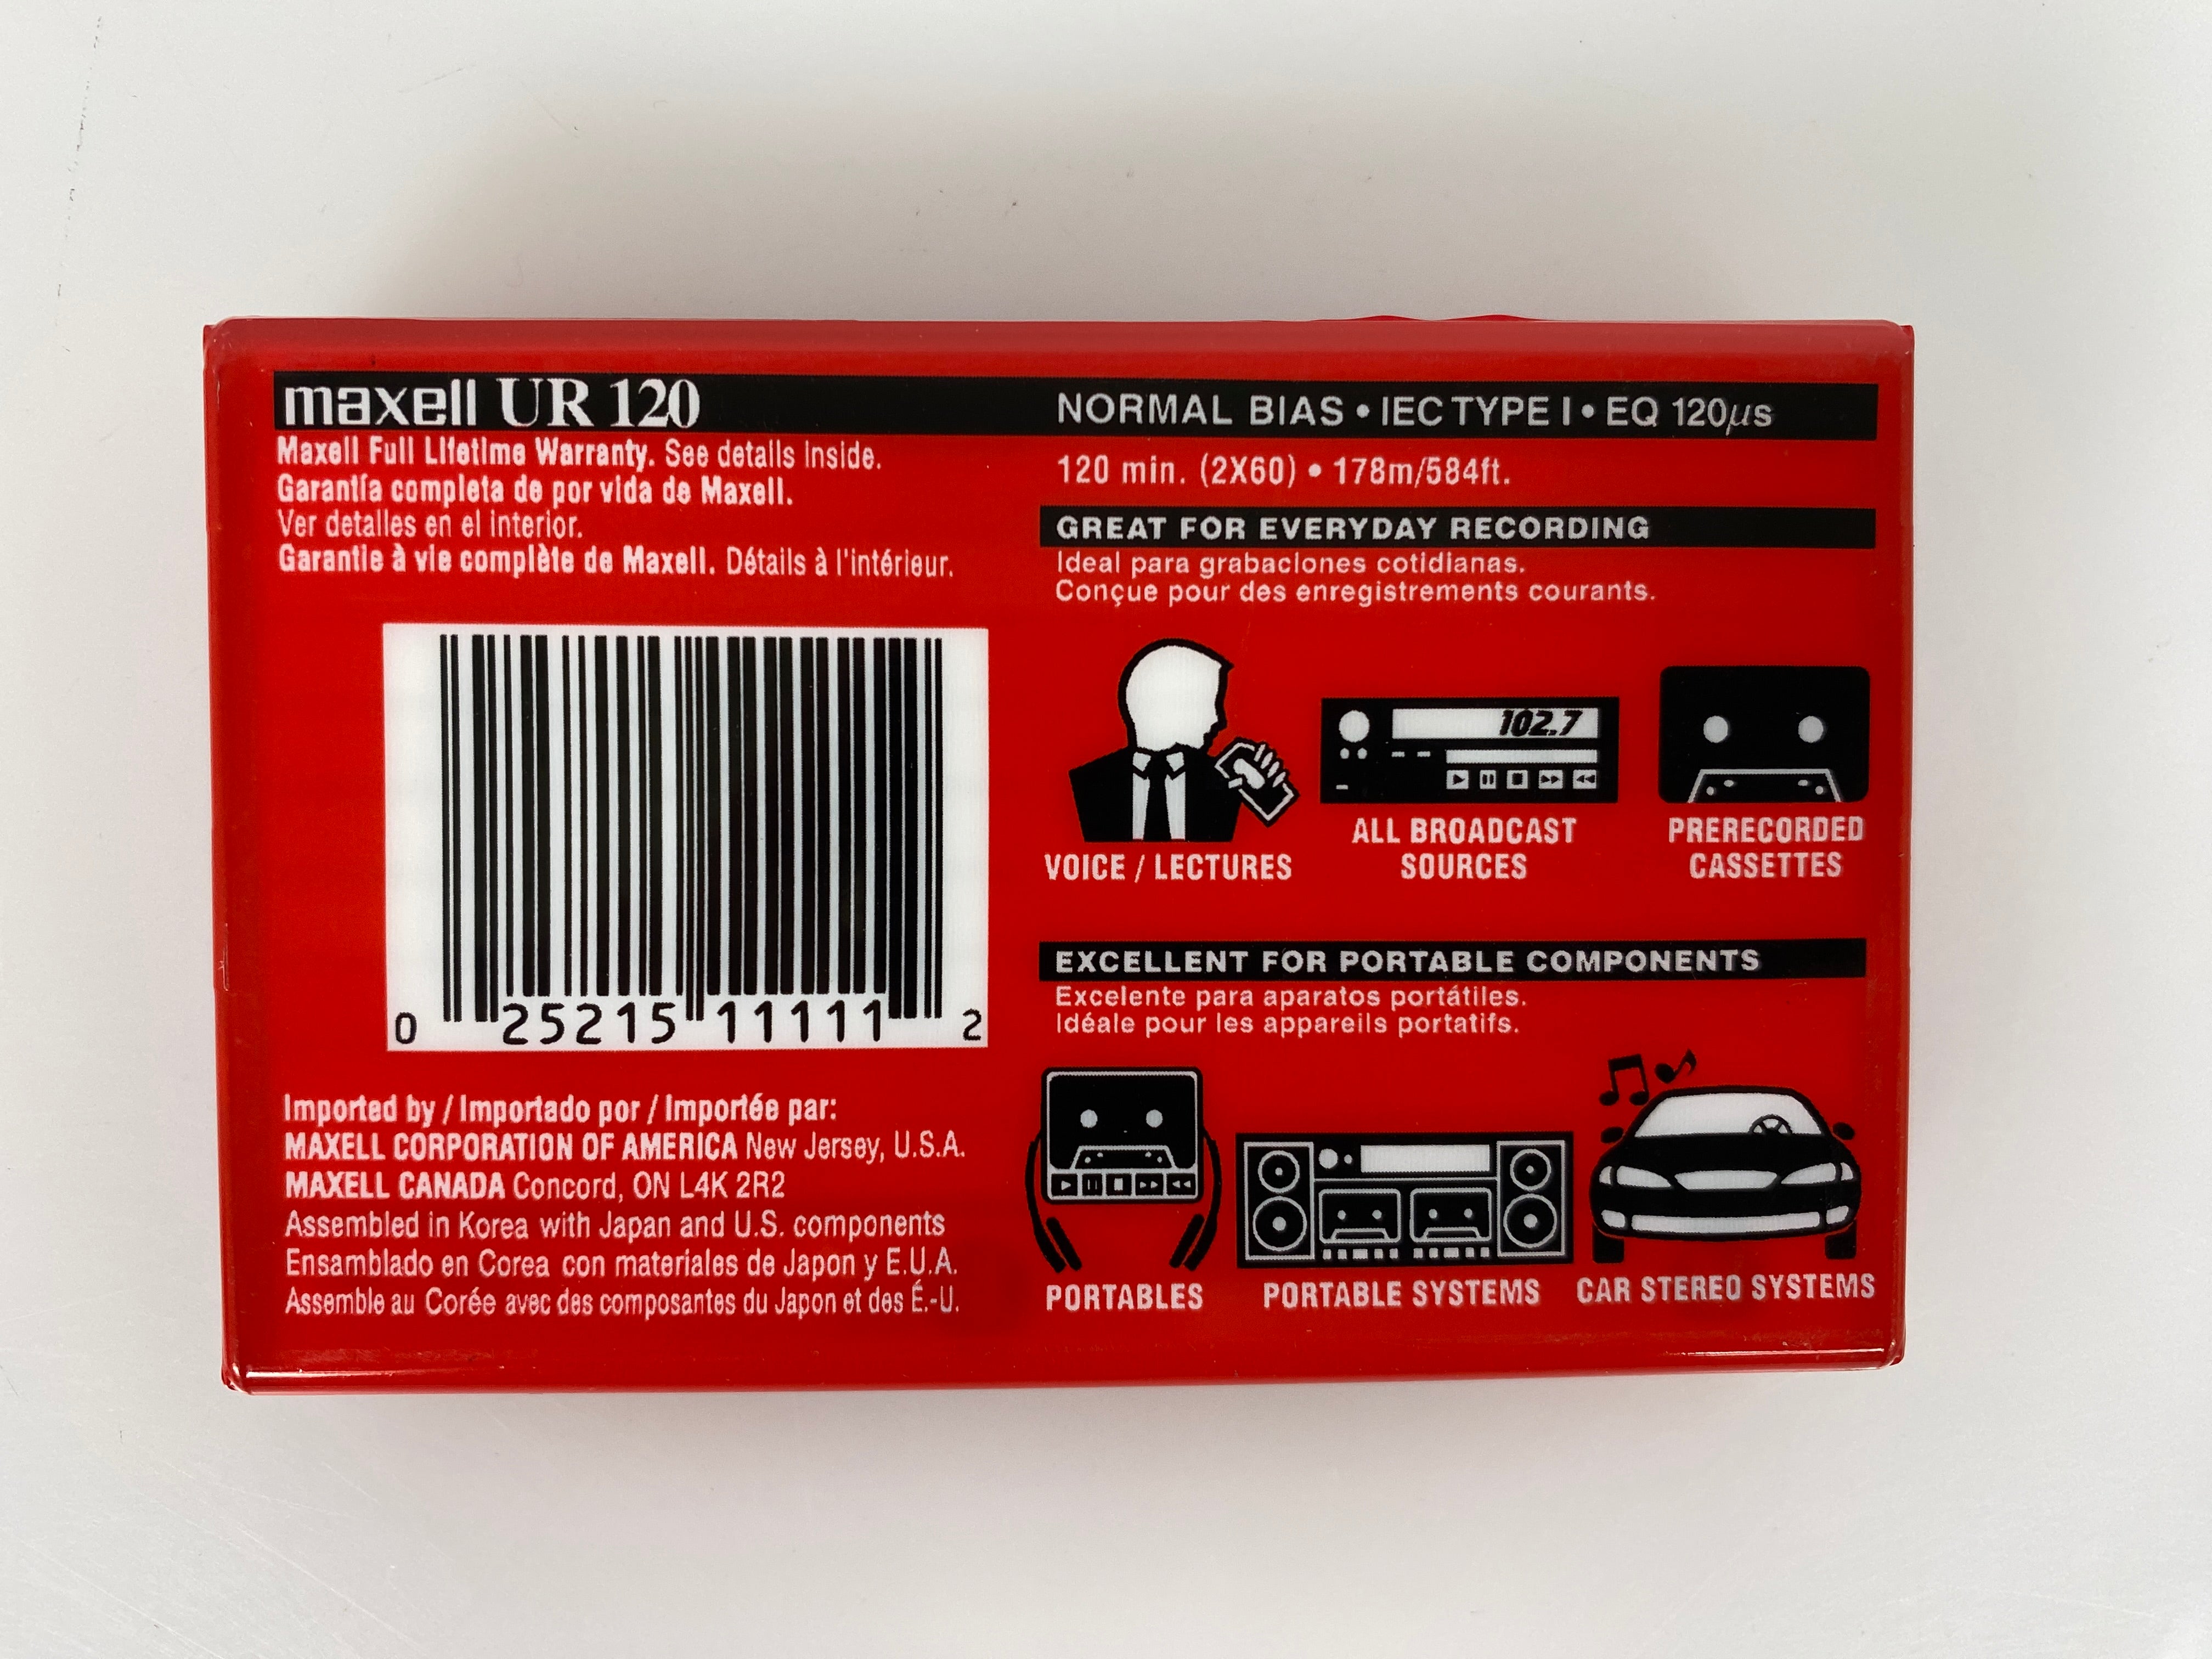 maxell UR 120
Maxell Full Lifetime Warranty. See details inside.
Garantía completa de por vida de Maxell.
Ver detalles en el interior.
Garantie à vie complète de Maxell. Détails à l'intérieur.
0 25215 11111 2
Imported by / Importado por / Importée par:
MAXELL CORPORATION OF AMERICA New Jersey, U.S.A.
MAXELL CANADA Concord, ON L4K 2R2
Assembled in Korea with Japan and U.S. components
Ensamblado en Corea con materiales de Japon y E.U.A.
Assemble au Corée avec des composantes du Japon et des É.-U.
NORMAL BIAS • IEC TYPE I • EQ 120µs
120 min. (2X60) • 178m/584ft.
GREAT FOR EVERYDAY RECORDING
Ideal para grabaciones cotidianas.
Conçue pour des enregistrements courants.
102.7
VOICE / LECTURES
ALL BROADCAST
SOURCES
PRERECORDED
CASSETTES
EXCELLENT FOR PORTABLE COMPONENTS
Excelente para aparatos portátiles.
Idéale pour les appareils portatifs.
PORTABLES
PORTABLE SYSTEMS
CAR STEREO SYSTEMS